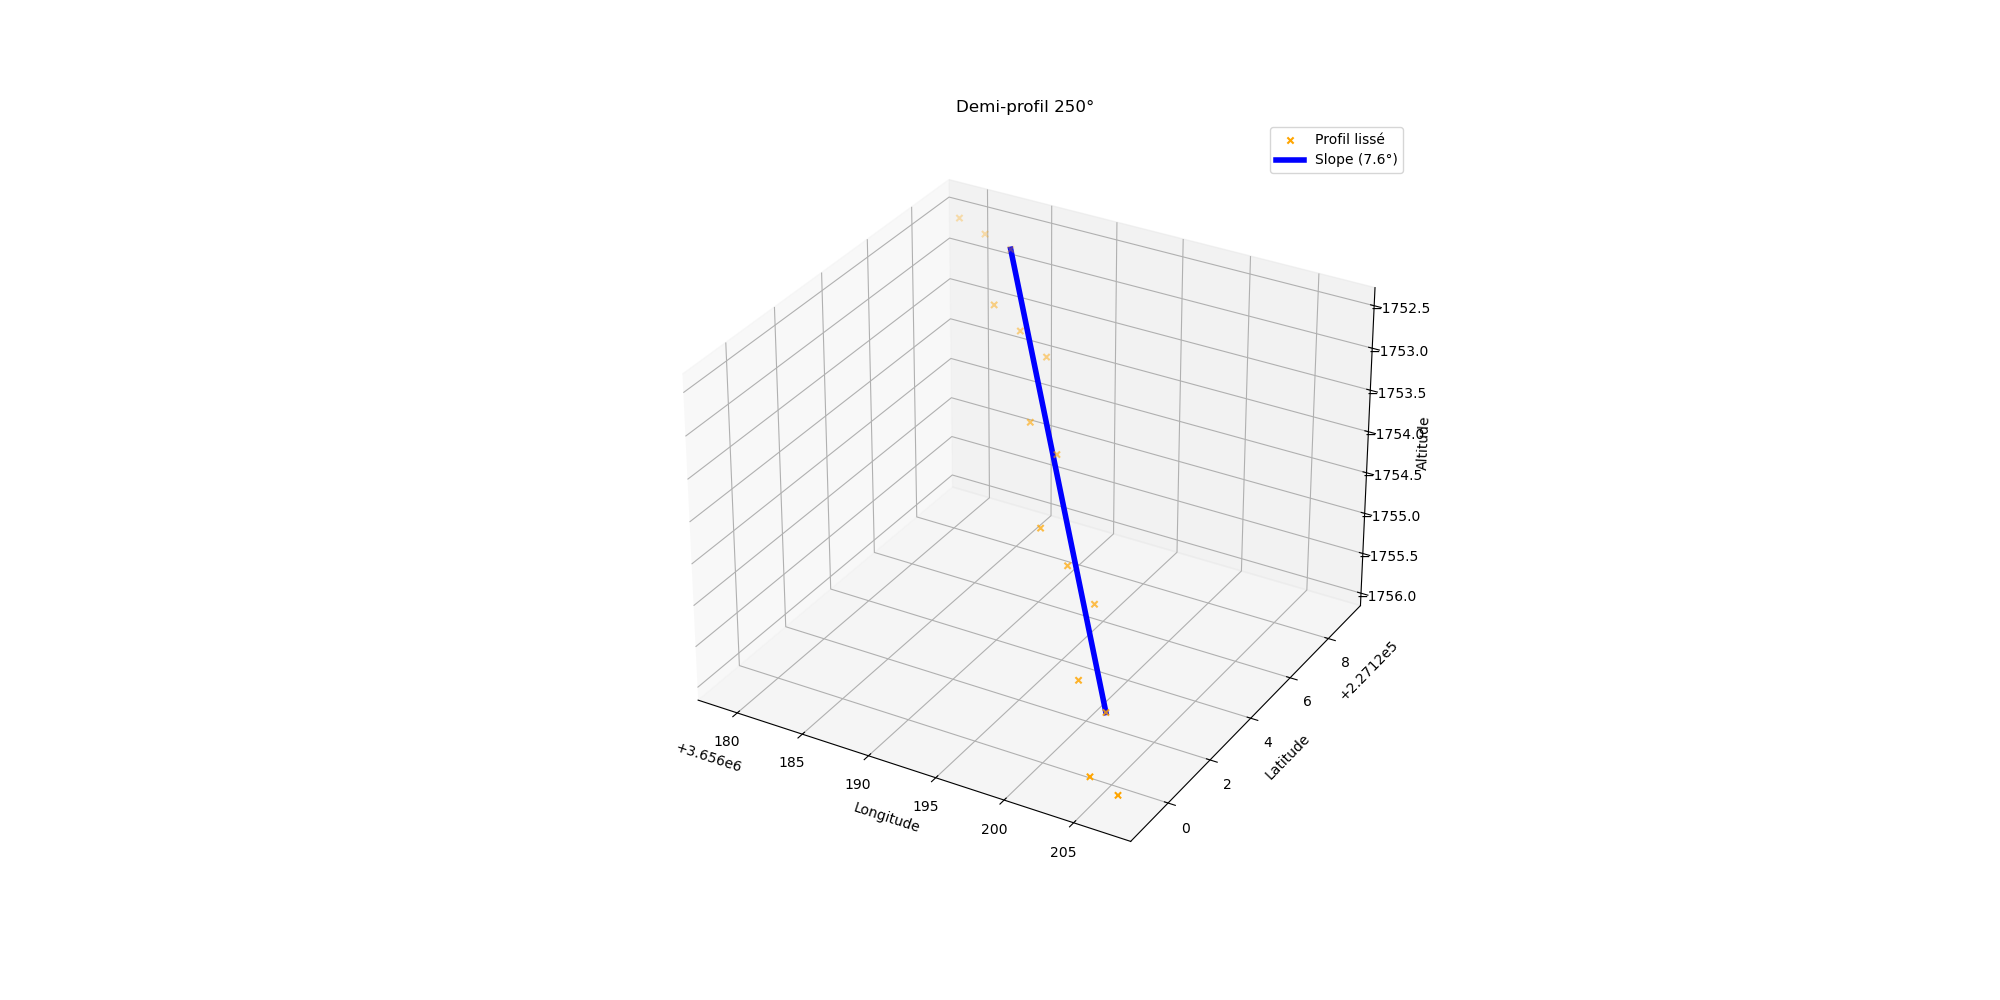 Demi-profil 250°
Profil lissé
Slope (7.6°)
−1752.5
−1753.0
−1753.5
−1754.0
−1754.5
−1755.0
−1755.5
−1756.0
Altitude
8
6
4
2
0
+2.2712e5
Latitude
180
185
190
195
200
205
+3.656e6
Longitude